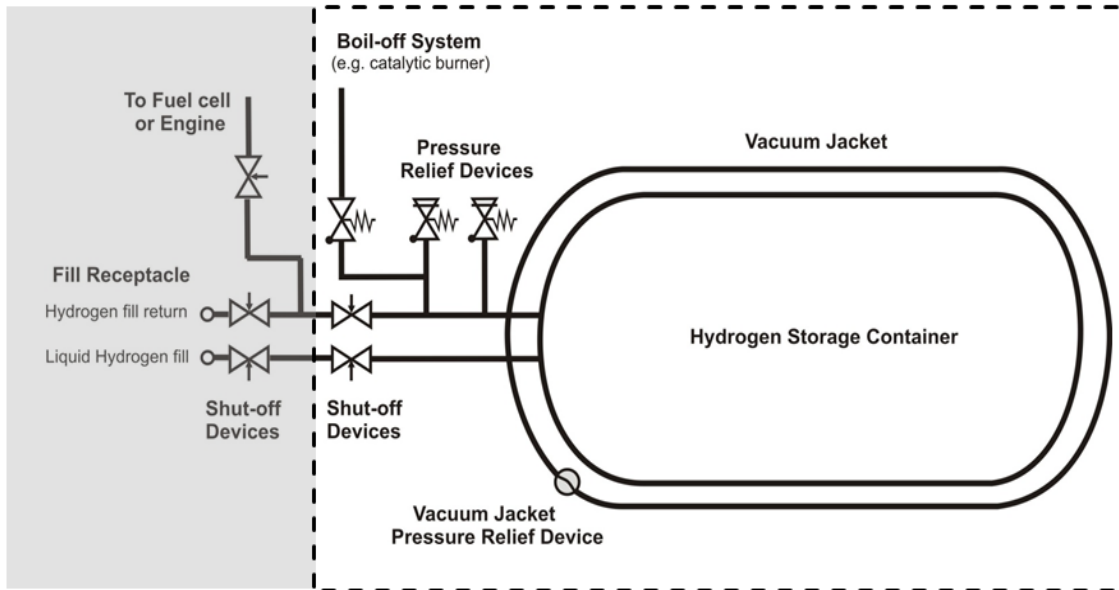 Boil-off System
(e.g. catalytic burner)
To Fuel cell
or Engine
Pressure
Relief Devices
Vacuum Jacket
Fill Receptacle
Hydrogen fill return
Liquid Hydrogen fill
Hydrogen Storage Container
Shut-off
Devices
Shut-off
Devices
Vacuum Jacket
Pressure Relief Device